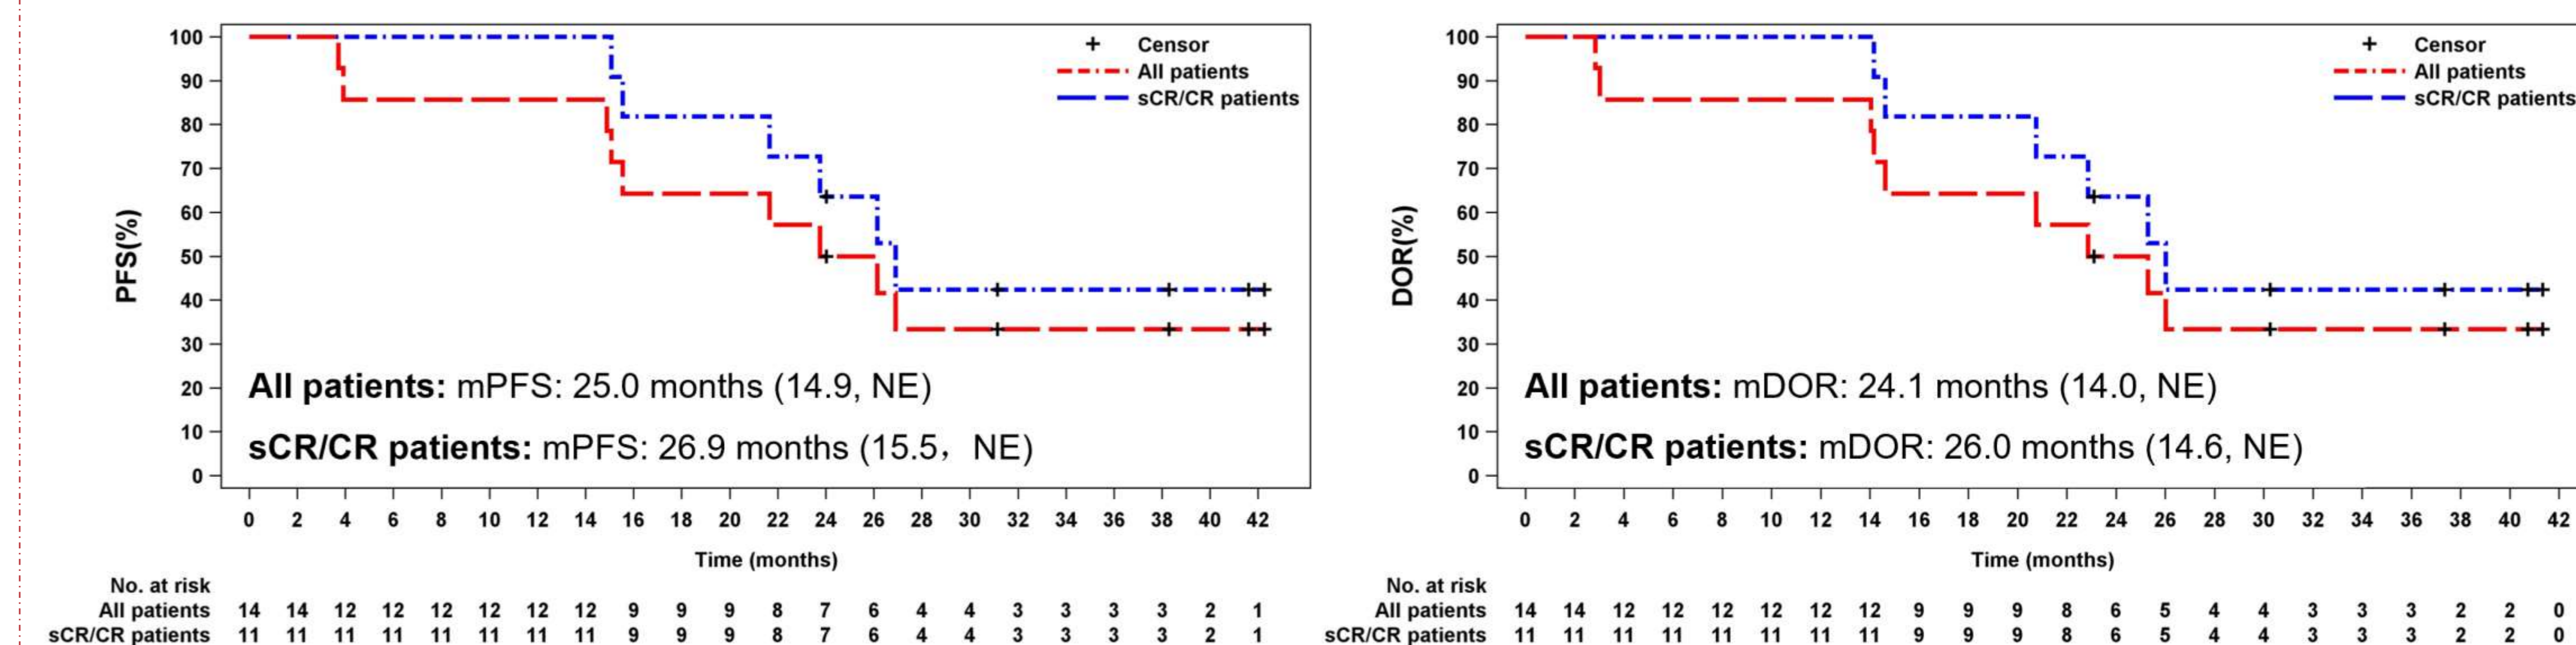 100
90
80
70
60
50
40
30
20
10
0
PFS(%)
Censor
All patients
sCR/CR patients
All patients: mPFS: 25.0 months (14.9, NE)
sCR/CR patients: mPFS: 26.9 months (15.5，NE)
0 2 4 6 8 10 12 14 16 18 20 22 24 26 28 30 32 34 36 38 40 42
Time (months)
No. at risk
All patients 14 14 12 12 12 12 12 12 9 9 9 8 7 6 4 4 3 3 3 3 2 1
sCR/CR patients 11 11 11 11 11 11 11 11 9 9 9 8 7 6 4 4 3 3 3 3 2 1
100
90
80
70
60
50
40
30
20
10
0
DOR(%)
Censor
All patients
sCR/CR patients
All patients: mDOR: 24.1 months (14.0, NE)
sCR/CR patients: mDOR: 26.0 months (14.6, NE)
0 2 4 6 8 10 12 14 16 18 20 22 24 26 28 30 32 34 36 38 40 42
Time (months)
No. at risk
All patients 14 14 12 12 12 12 12 12 9 9 9 8 6 5 4 4 3 3 3 2 2 0
sCR/CR patients 11 11 11 11 11 11 11 11 9 9 9 8 6 5 4 4 3 3 3 2 2 0